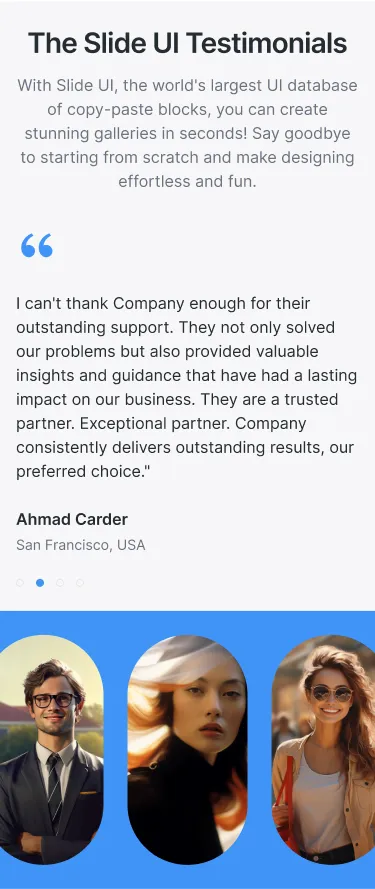 The Slide UI Testimonials
With Slide UI, the world's largest UI database
of copy-paste blocks, you can create
stunning galleries in seconds! Say goodbye
to starting from scratch and make designing
effortless and fun.
“
I can't thank Company enough for their
outstanding support. They not only solved
our problems but also provided valuable
insights and guidance that have had a lasting
impact on our business. They are a trusted
partner. Exceptional partner. Company
consistently delivers outstanding results, our
preferred choice."
Ahmad Carder
San Francisco, USA